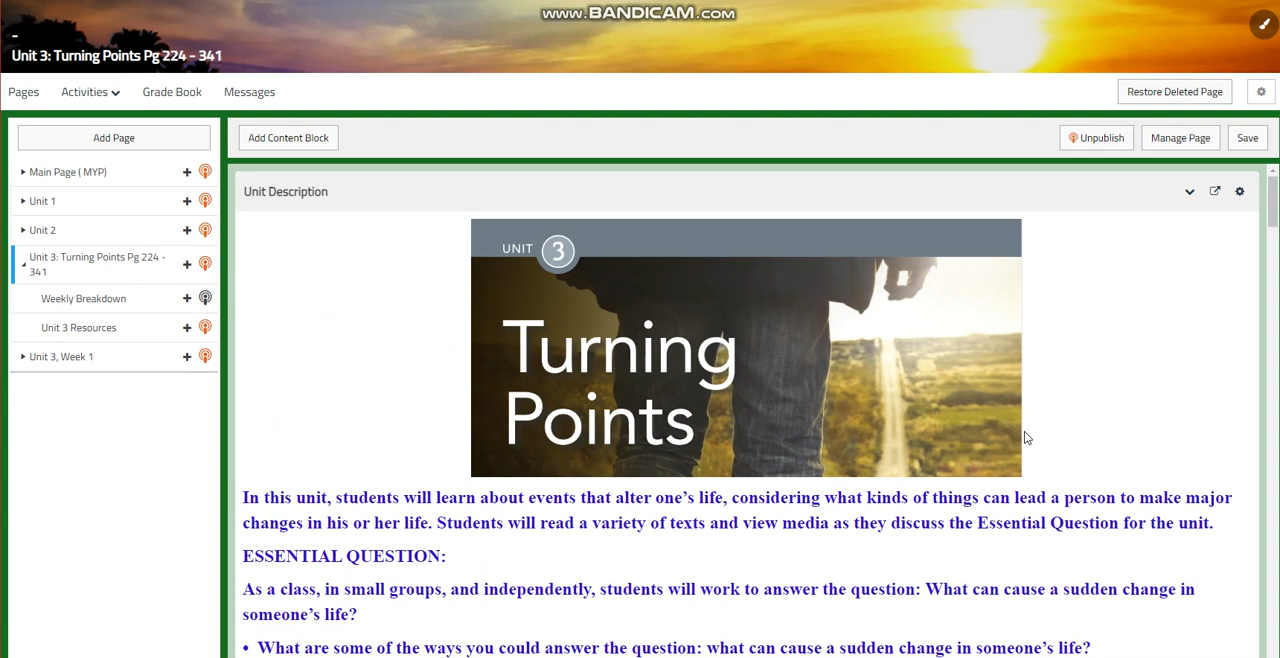 www.BANDICAM.com
-
Unit 3: Turning Points Pg 224 - 341
Pages
Activities
Grade Book
Messages
Restore Deleted Page
Add Page
Add Content Block
Unpublish
Manage Page
Save
Main Page ( MYP)
Unit 1
Unit 2
Unit 3: Turning Points Pg 224 -
341
Weekly Breakdown
Unit 3 Resources
Unit 3, Week 1
Unit Description
UNIT 3
Turning
Points
In this unit, students will learn about events that alter one’s life, considering what kinds of things can lead a person to make major
changes in his or her life. Students will read a variety of texts and view media as they discuss the Essential Question for the unit.
ESSENTIAL QUESTION:
As a class, in small groups, and independently, students will work to answer the question: What can cause a sudden change in
someone’s life?
• What are some of the ways you could answer the question: what can cause a sudden change in someone’s life?